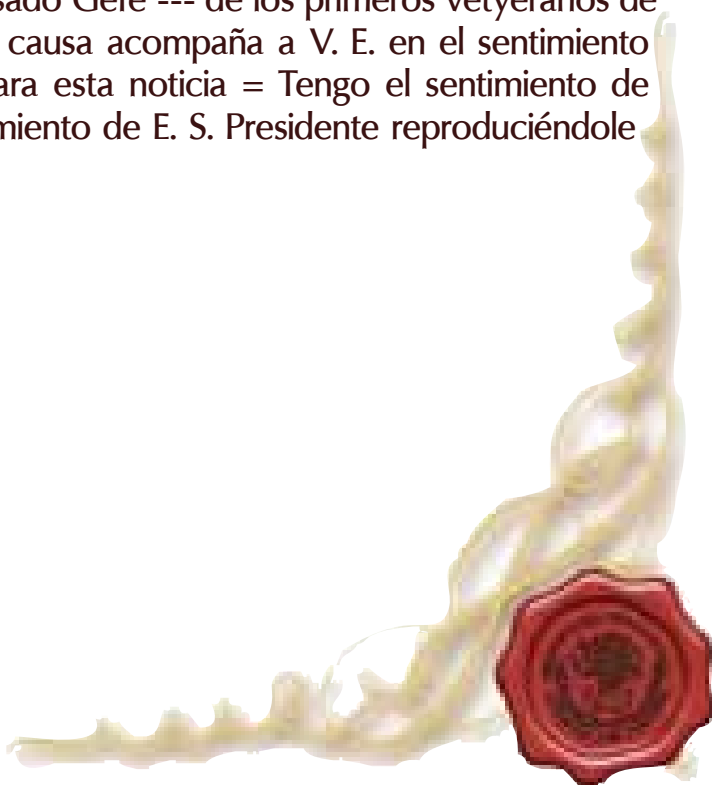 sado Gefe --- de los primeros vetyeranos de
causa acompaña a V. E. en el sentimiento
ara esta noticia = Tengo el sentimiento de
miento de E. S. Presidente reproduciéndole